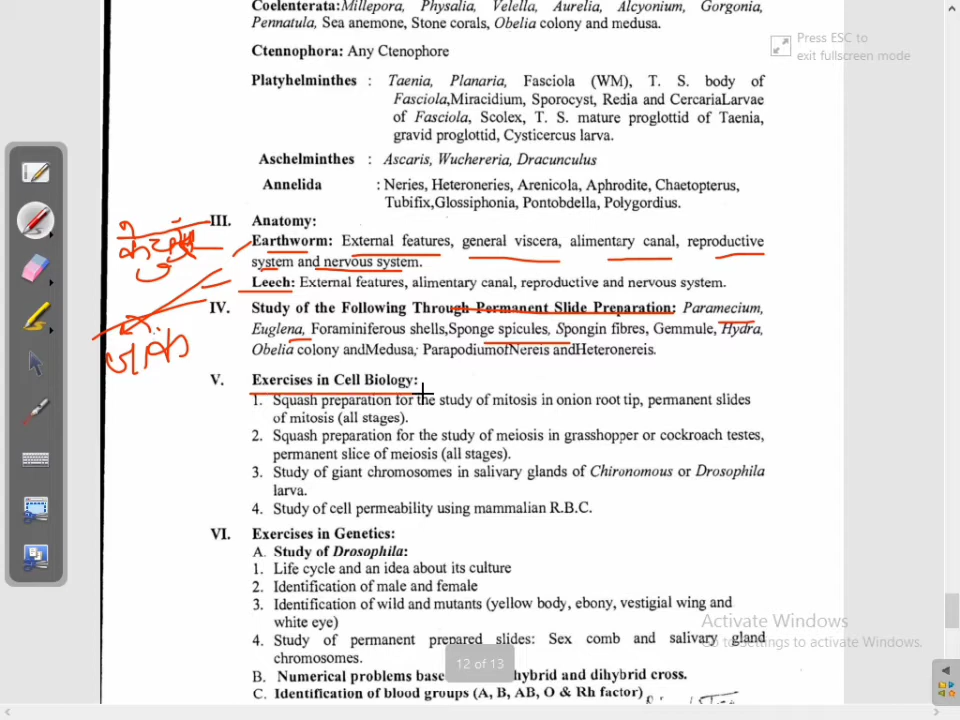 Coelenterata:Millepora, Physalia, Velella, Aurelia, Alcyonium, Gorgonia,
Pennatula, Sea anemone, Stone corals, Obelia colony and medusa.
Press ESC to
exit fullscreen mode
Ctennophora: Any Ctenophore
Platyhelminthes : Taenia, Planaria, Fasciola (WM), T. S. body of
Fasciola,Miracidium, Sporocyst, Redia and CercariaLarvae
of Fasciola, Scolex, T. S. mature proglottid of Taenia,
gravid proglottid, Cysticercus larva.
Aschelminthes : Ascaris, Wuchereria, Dracunculus
Annelida : Neries, Heteroneries, Arenicola, Aphrodite, Chaetopterus,
Tubifix,Glossiphonia, Pontobdella, Polygordius.
III. Anatomy:
Earthworm: External features, general viscera, alimentary canal, reproductive
system and nervous system.
Leech: External features, alimentary canal, reproductive and nervous system.
IV. Study of the Following Through Permanent Slide Preparation: Paramecium,
Euglena, Foraminiferous shells,Sponge spicules, Spongin fibres, Gemmule, Hydra,
Obelia colony andMedusa; ParapodiumofNereis andHeteronereis.
V. Exercises in Cell Biology:
1. Squash preparation for the study of mitosis in onion root tip, permanent slides
of mitosis (all stages).
2. Squash preparation for the study of meiosis in grasshopper or cockroach testes,
permanent slice of meiosis (all stages).
3. Study of giant chromosomes in salivary glands of Chironomous or Drosophila
larva.
4. Study of cell permeability using mammalian R.B.C.
VI. Exercises in Genetics:
A. Study of Drosophila:
1. Life cycle and an idea about its culture
2. Identification of male and female
3. Identification of wild and mutants (yellow body, ebony, vestigial wing and
white eye)
Activate Windows
Go to Settings to activate Windows.
4. Study of permanent prepared slides: Sex comb and salivary gland
chromosomes.
12 of 13
B. Numerical problems base hybrid and dihybrid cross.
C. Identification of blood groups (A, B, AB, O & Rh factor)